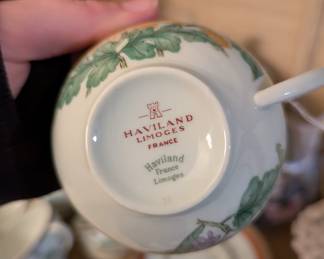 HAVILAND
LIMOGES
FRANCE
Haviland
France
Limoges